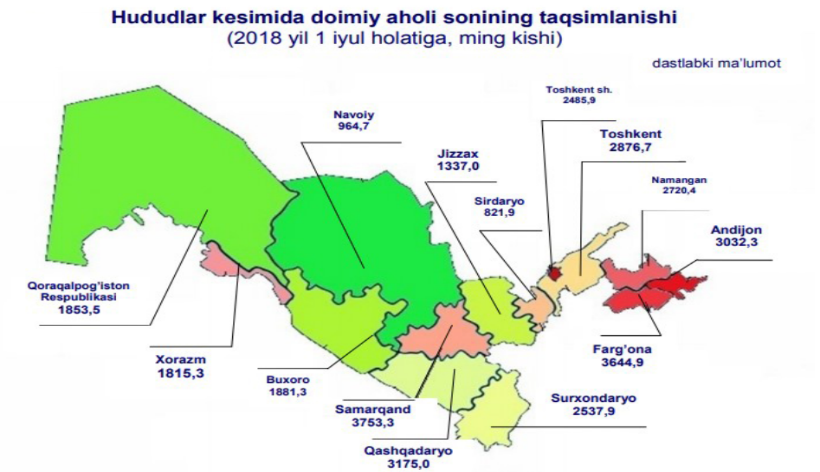 Hududlar kesimida doimiy aholi sonining taqsimlanishi
(2018 yil 1 iyul holatiga, ming kishi)
dastlabki ma'lumot
Toshkent sh.
2485,9
Navoiy
964,7
Toshkent
2876,7
Jizzax
1337,0
Namangan
2720,4
Sirdaryo
821,9
Andijon
3032,3
Qoraqalpog'iston
Respublikasi
1853,5
Xorazm
1815,3
Farg'ona
3644,9
Buxoro
1881,3
Surxondaryo
2537,9
Samarqand
3753,3
Qashqadaryo
3175,0